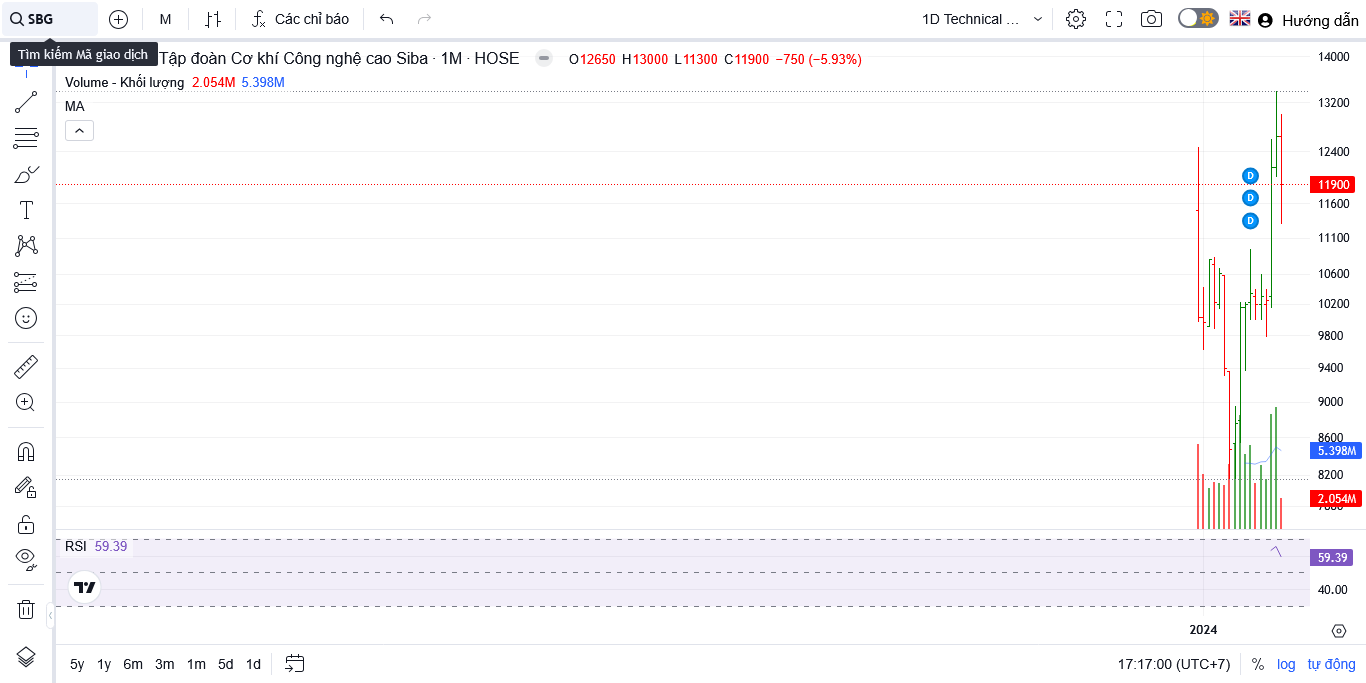 SBG
M
Các chỉ báo
1D Technical ...
Hướng dẫn
Tìm kiếm Mã giao dịch
Tập đoàn Cơ khí Công nghệ cao Siba · 1M · HOSE
O12650 H13000 L11300 C11900 −750 (−5.93%)
Volume - Khối lượng 2.054M 5.398M
MA
14000
13200
12400
D
11900
D
11600
D
11100
10600
10200
9800
9400
9000
8600
5.398M
8200
2.054M
RSI 59.39
59.39
40.00
2024
5y 1y 6m 3m 1m 5d 1d
17:17:00 (UTC+7)
%
log
tự động